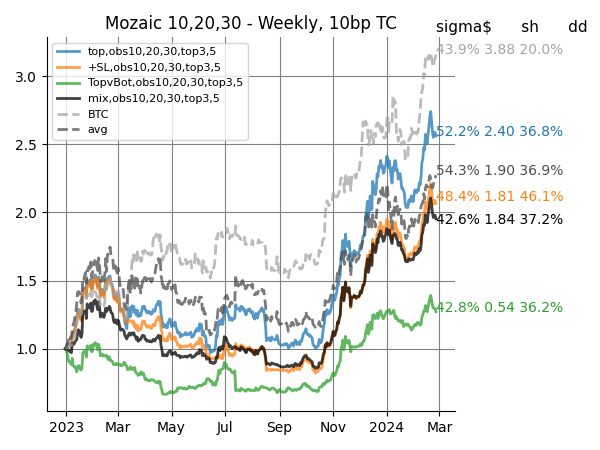 Mozaic 10,20,30 - Weekly, 10bp TC
sigma$ sh dd
top,obs10,20,30,top3,5
+SL,obs10,20,30,top3,5
TopvBot,obs10,20,30,top3,5
mix,obs10,20,30,top3,5
BTC
avg
43.9% 3.88 20.0%
52.2% 2.40 36.8%
54.3% 1.90 36.9%
48.4% 1.81 46.1%
42.6% 1.84 37.2%
42.8% 0.54 36.2%
3.0
2.5
2.0
1.5
1.0
2023 Mar May Jul Sep Nov 2024 Mar